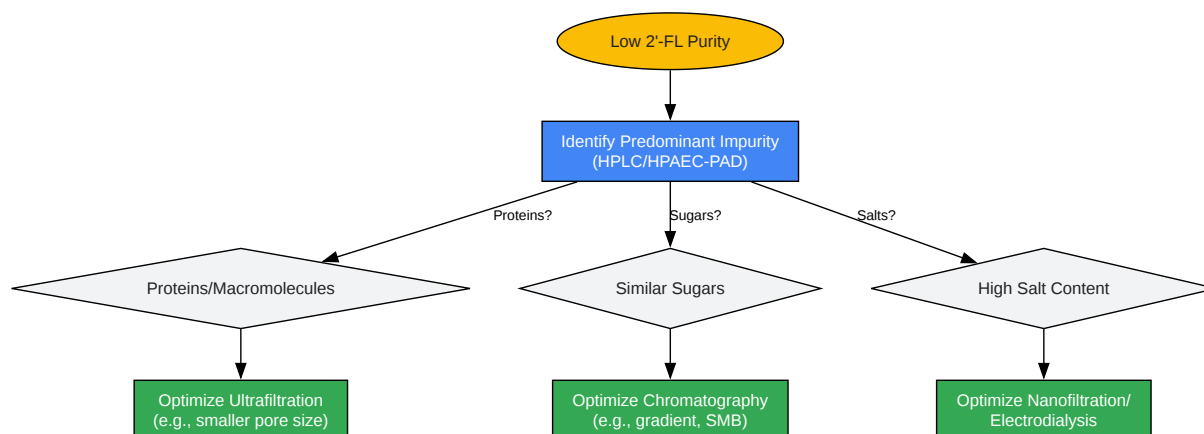 Low 2'-FL Purity
Identify Predominant Impurity
(HPLC/HPAEC-PAD)
Proteins?
Sugars?
Salts?
Proteins/Macromolecules
Similar Sugars
High Salt Content
Optimize Ultrafiltration
(e.g., smaller pore size)
Optimize Chromatography
(e.g., gradient, SMB)
Optimize Nanofiltration/
Electrodialysis